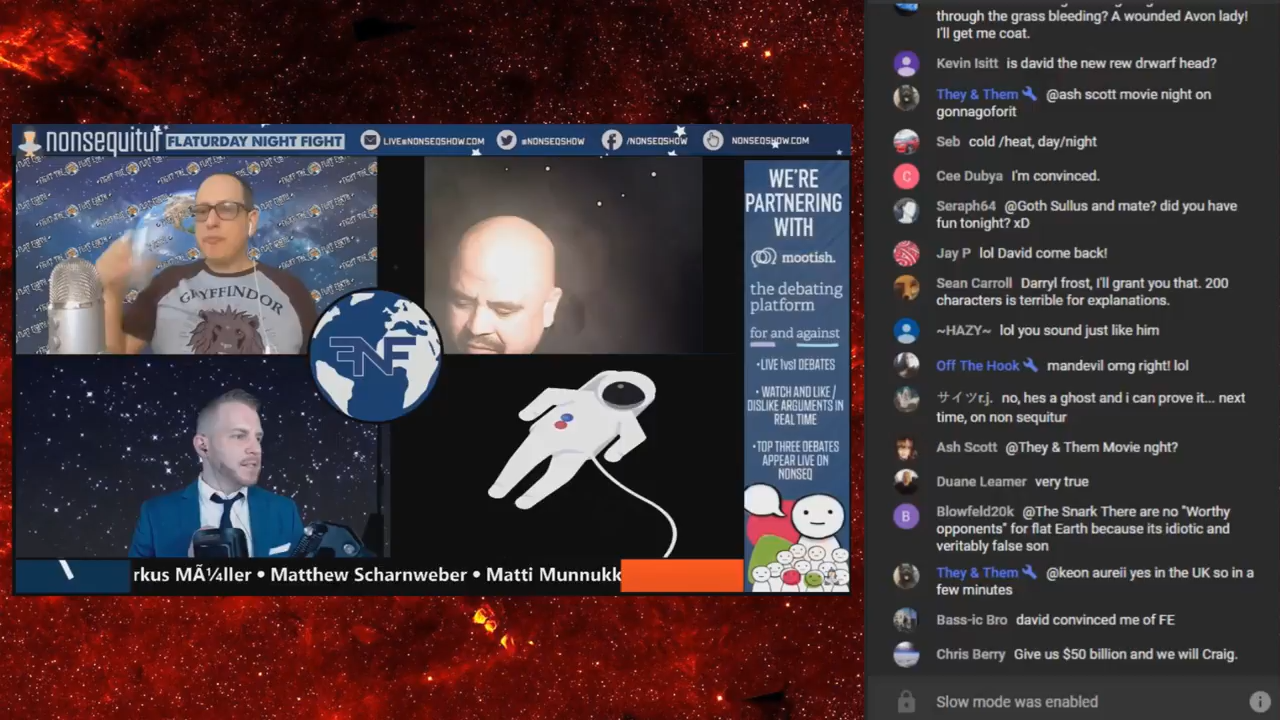 nonsequitur FLATURDAY NIGHT FIGHT LIVE@NONSEQSHOW.COM @NONSEQSHOW /NONSEQSHOW NONSEQSHOW.COM
GRYFFINDOR
FNF
WE'RE
PARTNERING
WITH
mootish.
the debating
platform
for and against
•LIVE 1vs1 DEBATES
• WATCH AND LIKE /
DISLIKE ARGUMENTS IN
REAL TIME
•TOP THREE DEBATES
APPEAR LIVE ON
NONSEQ
rkus MÃ¼ller • Matthew Scharnweber • Matti Munnukk
through the grass bleeding? A wounded Avon lady!
I'll get me coat.
Kevin Isitt is david the new rew drwarf head?
They & Them @ash scott movie night on
gonnagoforit
Seb cold /heat, day/night
C
Cee Dubya I'm convinced.
Seraph64 @Goth Sullus and mate? did you have
fun tonight? xD
Jay P lol David come back!
Sean Carroll Darryl frost, I'll grant you that. 200
characters is terrible for explanations.
~HAZY~ lol you sound just like him
Off The Hook mandevil omg right! lol
サイッr.j. no, hes a ghost and i can prove it... next
time, on non sequitur
Ash Scott @They & Them Movie nght?
Duane Leamer very true
B
Blowfeld20k @The Snark There are no "Worthy
opponents" for flat Earth because its idiotic and
veritably false son
They & Them @keon aureii yes in the UK so in a
few minutes
Bass-ic Bro david convinced me of FE
Chris Berry Give us $50 billion and we will Craig.
Slow mode was enabled